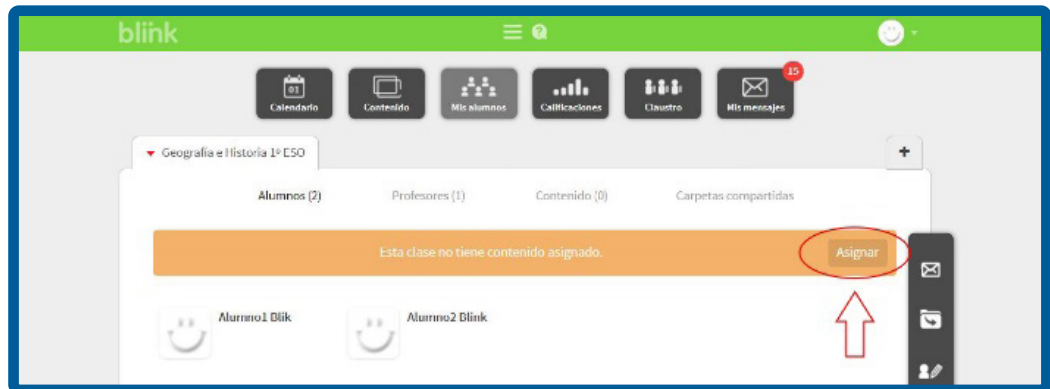 blink
01
Calendario
Contenido
Mis alumnos
Calificaciones
Claustro
15
Mis mensajes
Geografía e Historia 1º ESO
+
Alumnos (2)
Profesores (1)
Contenido (0)
Carpetas compartidas
Esta clase no tiene contenido asignado.
Asignar
Alumno1 Blik
Alumno2 Blink